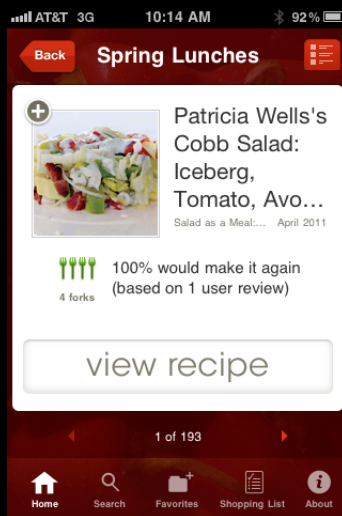 AT&T 3G 10:14 AM 92%
Back Spring Lunches
Patricia Wells's
Cobb Salad:
Iceberg,
Tomato, Avo...
Salad as a Meal:... April 2011
100% would make it again
(based on 1 user review)
4 forks
view recipe
1 of 193
Home Search Favorites Shopping List About